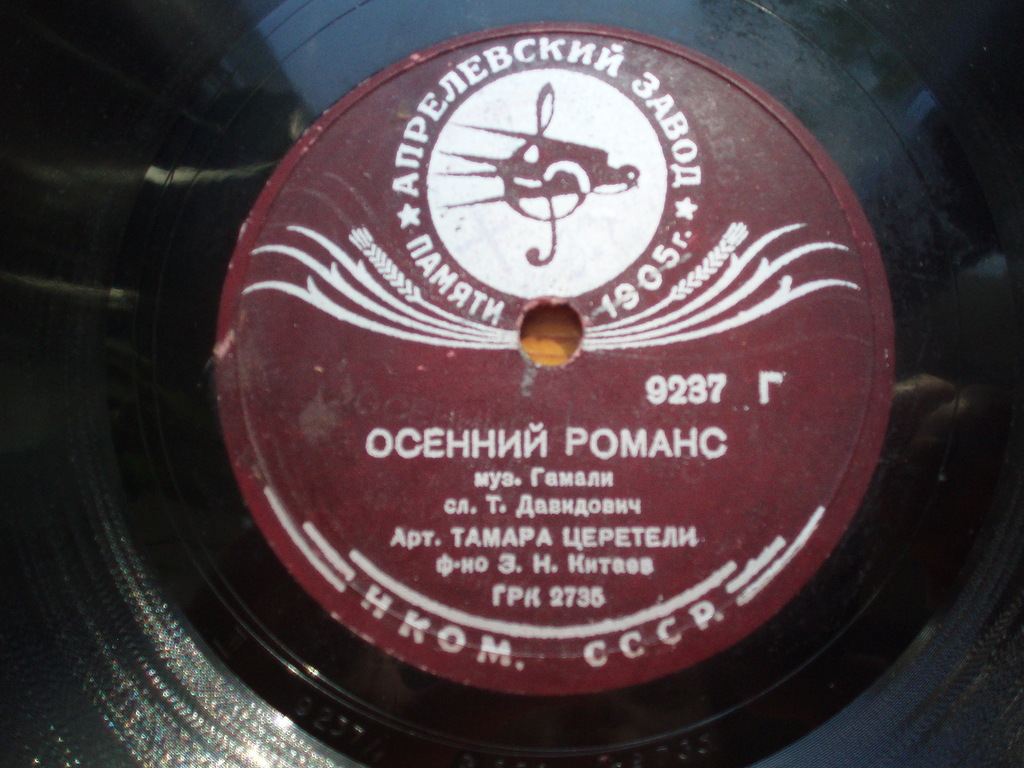 АПРЕЛЕВСКИЙ ЗАВОД
ПАМЯТИ 1905 г.
9237 Г
ОСЕННИЙ РОМАНС
муз. Гамали
сл. Т. Давидович
Арт. ТАМАРА ЦЕРЕТЕЛИ
ф-но З. Н. Китаев
ГРК 2735
НКОМ. СССР.